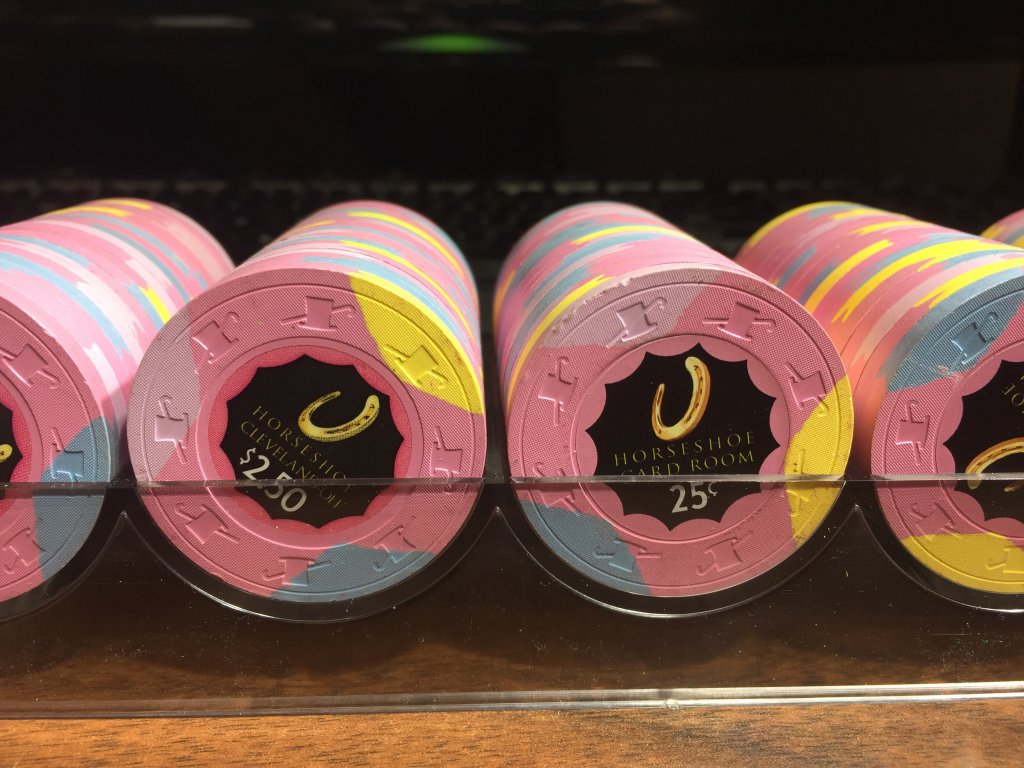 HORSESHOE
CLEVELAND, OH
$2.50
HORSESHOE
CARD ROOM
25¢